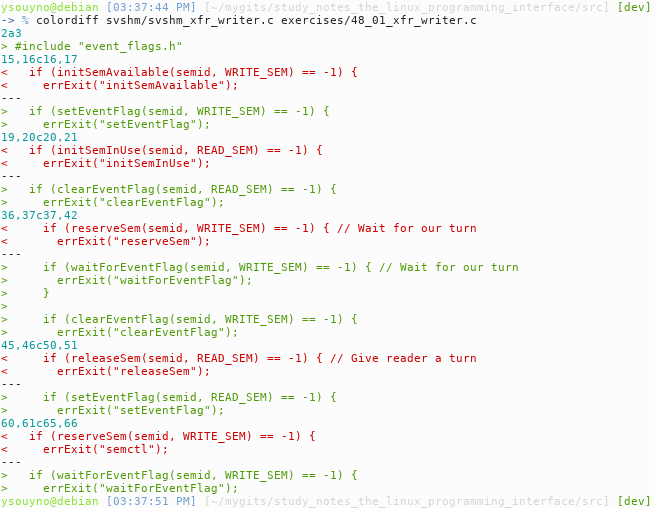 ysouyno@debian [03:37:44 PM] [~/mygits/study_notes_the_linux_programming_interface/src] [dev]
-> % colordiff svshm/svshm_xfr_writer.c exercises/48_01_xfr_writer.c
2a3
> #include "event_flags.h"
15,16c16,17
<   if (initSemAvailable(semid, WRITE_SEM) == -1) {
<     errExit("initSemAvailable");
---
>   if (setEventFlag(semid, WRITE_SEM) == -1) {
>     errExit("setEventFlag");
19,20c20,21
<   if (initSemInUse(semid, READ_SEM) == -1) {
<     errExit("initSemInUse");
---
>   if (clearEventFlag(semid, READ_SEM) == -1) {
>     errExit("clearEventFlag");
36,37c37,42
<     if (reserveSem(semid, WRITE_SEM) == -1) { // Wait for our turn
<       errExit("reserveSem");
---
>     if (waitForEventFlag(semid, WRITE_SEM) == -1) { // Wait for our turn
>       errExit("waitForEventFlag");
>     }
>
>     if (clearEventFlag(semid, WRITE_SEM) == -1) {
>       errExit("clearEventFlag");
45,46c50,51
<     if (releaseSem(semid, READ_SEM) == -1) { // Give reader a turn
<       errExit("releaseSem");
---
>     if (setEventFlag(semid, READ_SEM) == -1) {
>       errExit("setEventFlag");
60,61c65,66
<   if (reserveSem(semid, WRITE_SEM) == -1) {
<     errExit("semctl");
---
>   if (waitForEventFlag(semid, WRITE_SEM) == -1) {
>     errExit("waitForEventFlag");
ysouyno@debian [03:37:51 PM] [~/mygits/study_notes_the_linux_programming_interface/src] [dev]